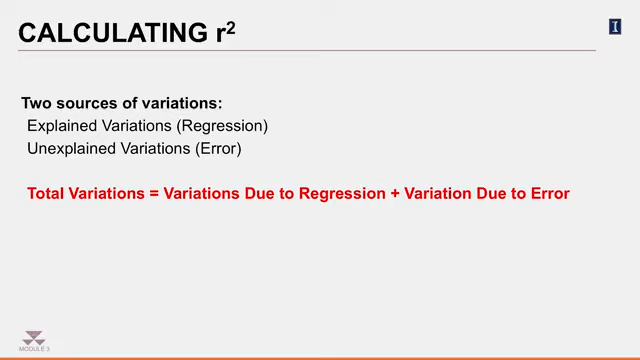 CALCULATING r²
Two sources of variations:
Explained Variations (Regression)
Unexplained Variations (Error)
Total Variations = Variations Due to Regression + Variation Due to Error
MODULE 3
I